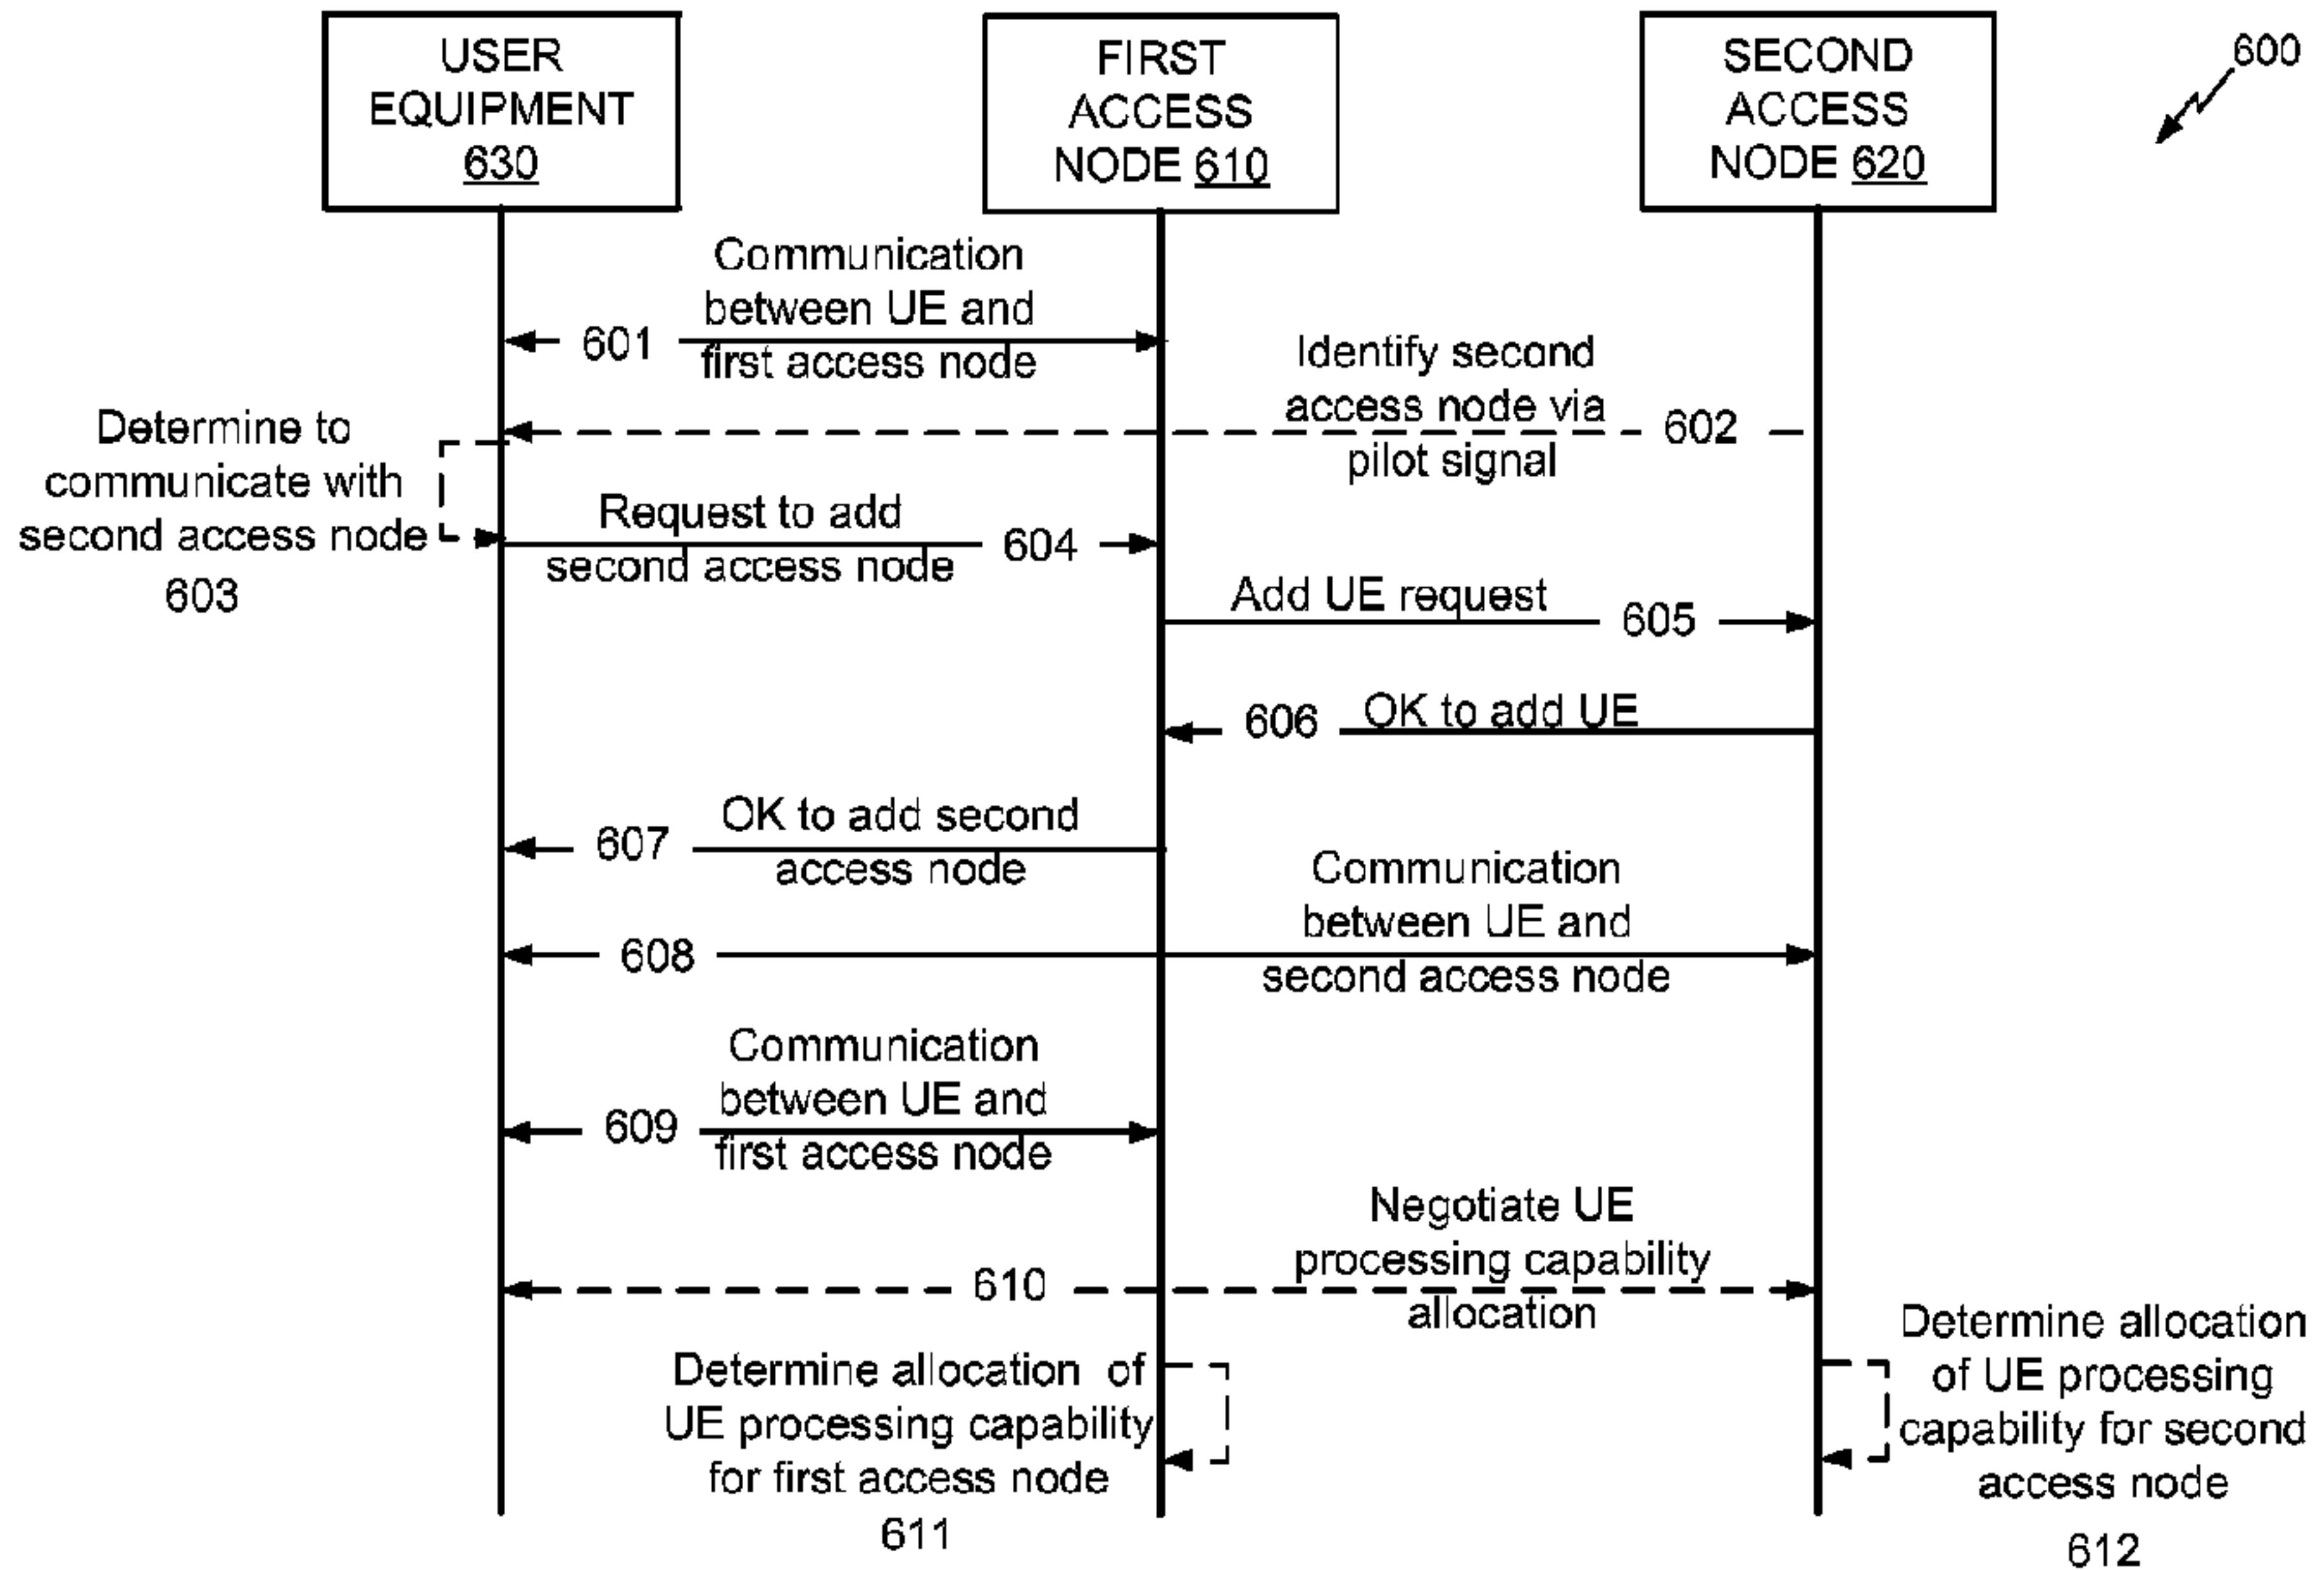 USER
EQUIPMENT
630
FIRST
ACCESS
NODE 610
SECOND
ACCESS
NODE 620
600
Communication
between UE and
601
first access node
Identify second
access node via
602
pilot signal
Determine to
communicate with
second access node
603
Request to add
604
second access node
Add UE request
605
606
OK to add UE
OK to add second
607
access node
Communication
between UE and
608
second access node
Communication
between UE and
609
first access node
Negotiate UE
processing capability
610
allocation
Determine allocation of
UE processing capability
for first access node
611
Determine allocation
of UE processing
capability for second
access node
612